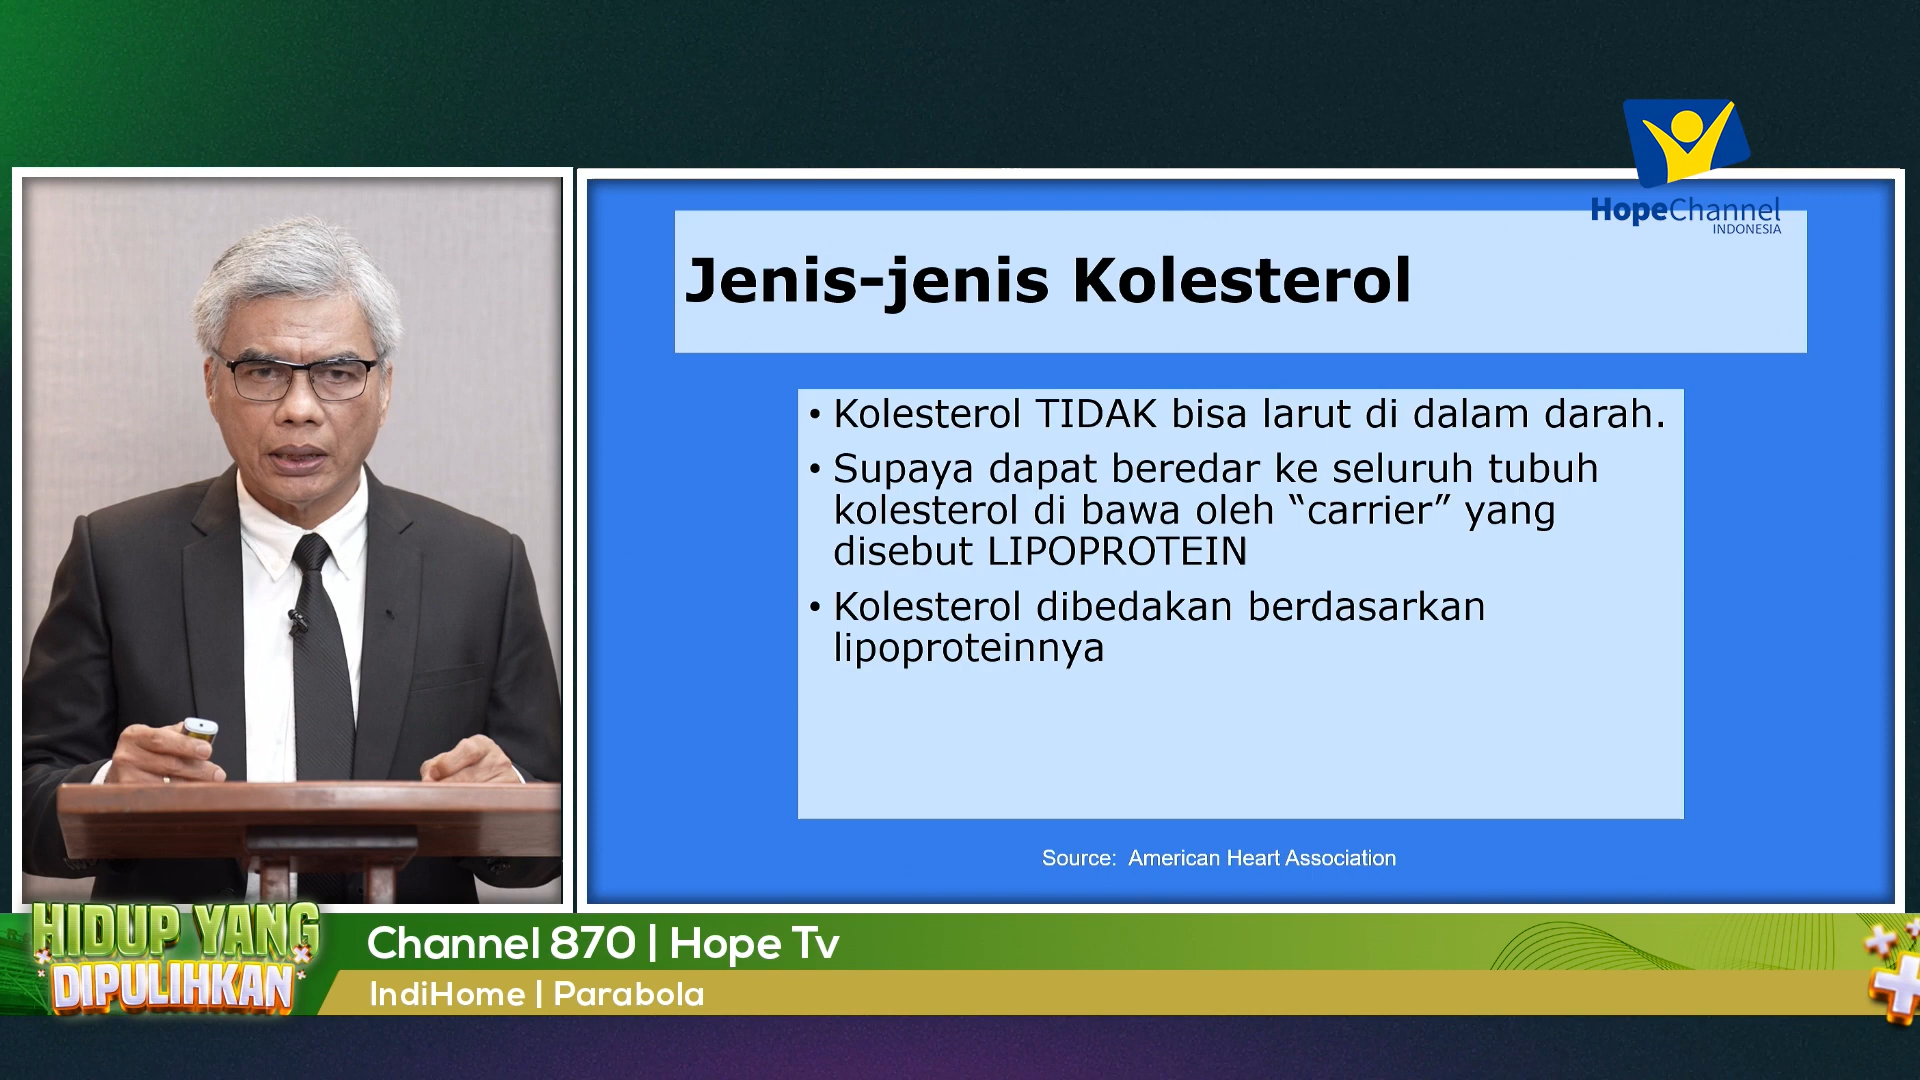 HopeChannel
INDONESIA
Jenis-jenis Kolesterol
• Kolesterol TIDAK bisa larut di dalam darah.
• Supaya dapat beredar ke seluruh tubuh
kolesterol di bawa oleh “carrier” yang
disebut LIPOPROTEIN
• Kolesterol dibedakan berdasarkan
lipoproteinnya
Source: American Heart Association
HIDUP YANG
DIPULIHKAN
Channel 870 | Hope Tv
IndiHome | Parabola